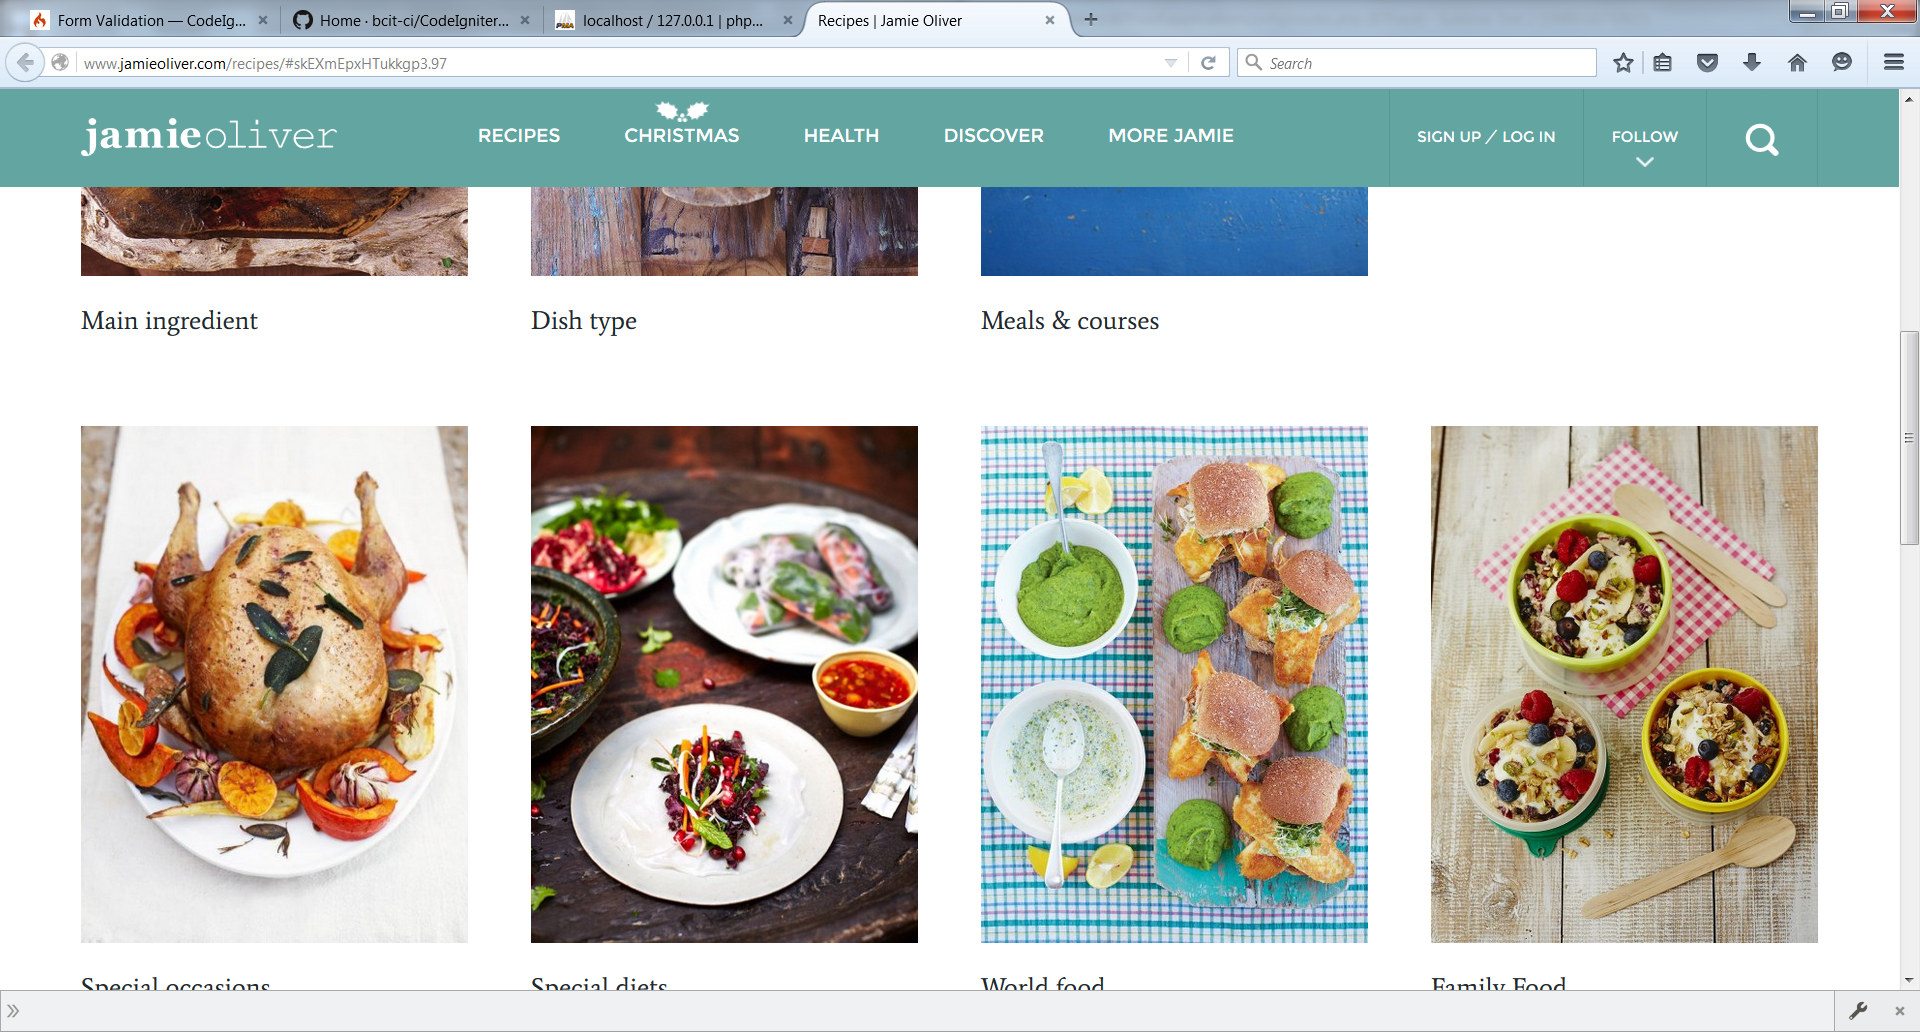 Form Validation — CodeIg...
Home · bcit-ci/CodeIgniter...
localhost / 127.0.0.1 | php...
Recipes | Jamie Oliver
www.jamieoliver.com/recipes/#skEXmEpxHTukkgp3.97
Search
jamieoliver
RECIPES
CHRISTMAS
HEALTH
DISCOVER
MORE JAMIE
SIGN UP / LOG IN
FOLLOW
Main ingredient
Dish type
Meals & courses
Special occasions
Special diets
World food
Family Food